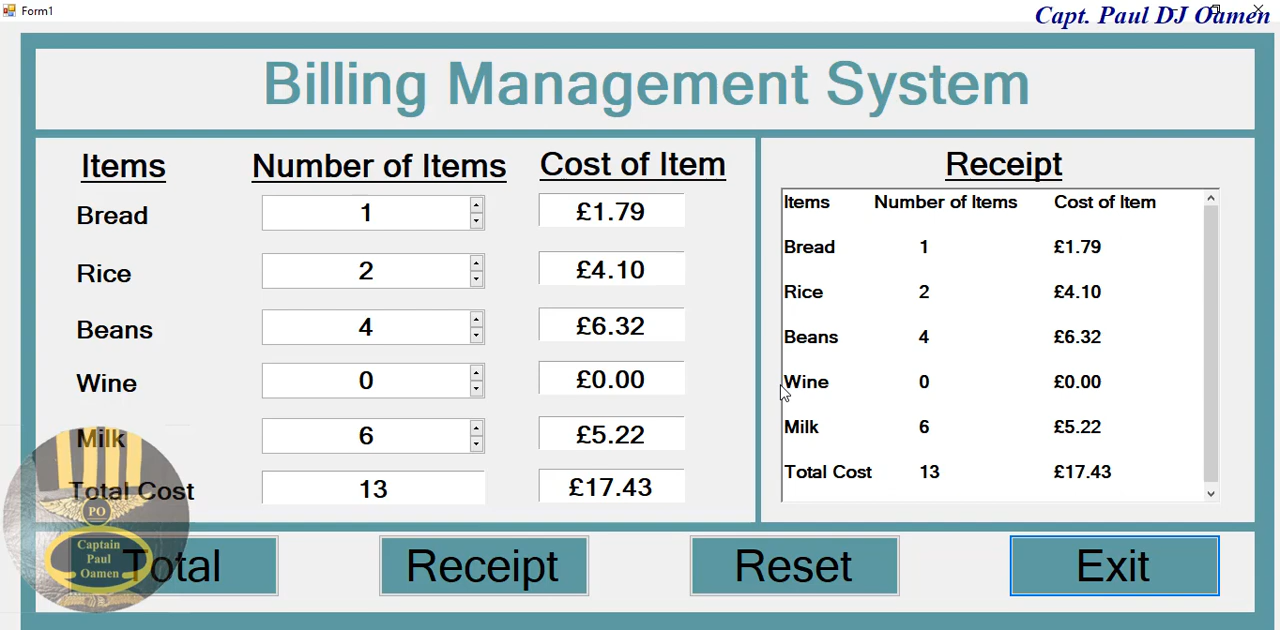 Form1
Capt. Paul DJ Oamen
Billing Management System
Items Number of Items Cost of Item
Bread 1 £1.79
Rice 2 £4.10
Beans 4 £6.32
Wine 0 £0.00
Milk 6 £5.22
Total Cost 13 £17.43
Receipt
Items Number of Items Cost of Item
Bread 1 £1.79
Rice 2 £4.10
Beans 4 £6.32
Wine 0 £0.00
Milk 6 £5.22
Total Cost 13 £17.43
PO
Captain
Paul
Oamen
Total Receipt Reset Exit